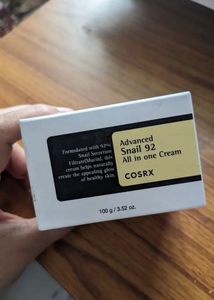 Formulated with 92%
Snail Secretion
Filtrate(Mucin), this
cream helps naturally
create the appealing glow
of healthy skin.
Advanced
Snail 92
All in one Cream
COSRX
100 g / 3.52 oz.